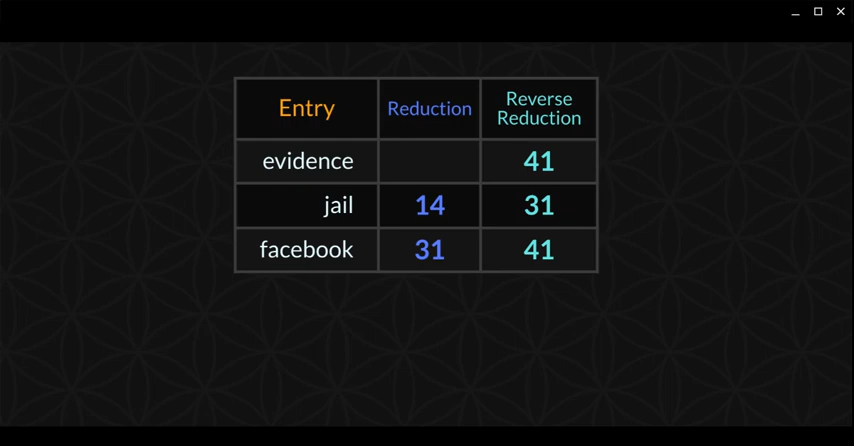 Entry Reduction Reverse Reduction
evidence 41
jail 14 31
facebook 31 41